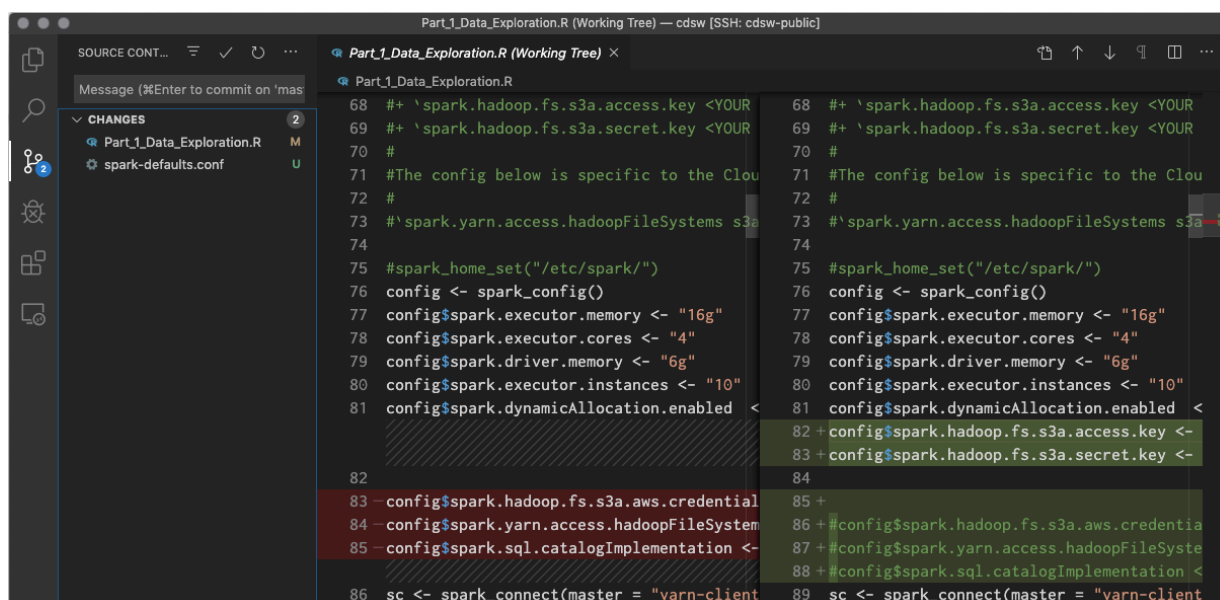 Part_1_Data_Exploration.R (Working Tree) — cdsw [SSH: cdsw-public]
SOURCE CONT...
Message (⌘Enter to commit on 'mas
CHANGES 2
Part_1_Data_Exploration.R M
spark-defaults.conf U
2
Part_1_Data_Exploration.R (Working Tree)
Part_1_Data_Exploration.R
68 #+ `spark.hadoop.fs.s3a.access.key <YOUR
69 #+ `spark.hadoop.fs.s3a.secret.key <YOUR
70 #
71 #The config below is specific to the Clou
72 #
73 #`spark.yarn.access.hadoopFileSystems s3a
74
75 #spark_home_set("/etc/spark/")
76 config <- spark_config()
77 config$spark.executor.memory <- "16g"
78 config$spark.executor.cores <- "4"
79 config$spark.driver.memory <- "6g"
80 config$spark.executor.instances <- "10"
81 config$spark.dynamicAllocation.enabled <
82
83 - config$spark.hadoop.fs.s3a.aws.credential
84 - config$spark.yarn.access.hadoopFileSystem
85 - config$spark.sql.catalogImplementation <-
86 sc <- spark_connect(master = "yarn-client
68 #+ `spark.hadoop.fs.s3a.access.key <YOUR
69 #+ `spark.hadoop.fs.s3a.secret.key <YOUR
70 #
71 #The config below is specific to the Clou
72 #
73 #`spark.yarn.access.hadoopFileSystems s3a
74
75 #spark_home_set("/etc/spark/")
76 config <- spark_config()
77 config$spark.executor.memory <- "16g"
78 config$spark.executor.cores <- "4"
79 config$spark.driver.memory <- "6g"
80 config$spark.executor.instances <- "10"
81 config$spark.dynamicAllocation.enabled <
82 + config$spark.hadoop.fs.s3a.access.key <-
83 + config$spark.hadoop.fs.s3a.secret.key <-
84
85 +
86 + #config$spark.hadoop.fs.s3a.aws.credentia
87 + #config$spark.yarn.access.hadoopFileSyste
88 + #config$spark.sql.catalogImplementation <
89 sc <- spark_connect(master = "yarn-client